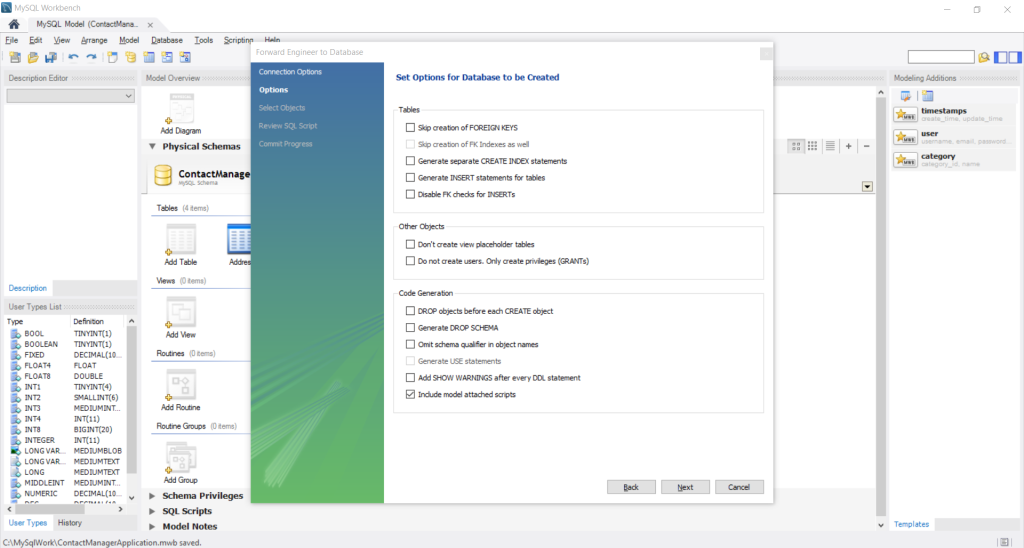 MySQL Workbench
MySQL Model (ContactMana..
File Edit View Arrange Model Database Tools Scripting Help
Description Editor
Description
User Types List
Type Definition
BOOL TINYINT(1)
BOOLEAN TINYINT(1)
FIXED DECIMAL(10...
FLOAT4 FLOAT
FLOAT8 DOUBLE
INT1 TINYINT(4)
INT2 SMALLINT(6)
INT3 MEDIUMINT...
INT4 INT(11)
INT8 BIGINT(20)
INTEGER INT(11)
LONG VAR... MEDIUMBLOB
LONG VAR... MEDIUMTEXT
LONG MEDIUMTEXT
MIDDLEINT MEDIUMINT...
NUMERIC DECIMAL(10...
DEC DECIMAL(10...
User Types History
Model Overview
Add Diagram
Physical Schemas
ContactManage
MySQL Schema
Tables (4 items)
Add Table Addres
Views (0 items)
Add View
Routines (0 items)
Add Routine
Routine Groups (0 items)
Add Group
Schema Privileges
SQL Scripts
Model Notes
Forward Engineer to Database
Connection Options
Options
Select Objects
Review SQL Script
Commit Progress
Set Options for Database to be Created
Tables
Skip creation of FOREIGN KEYS
Skip creation of FK Indexes as well
Generate separate CREATE INDEX statements
Generate INSERT statements for tables
Disable FK checks for INSERTs
Other Objects
Don't create view placeholder tables
Do not create users. Only create privileges (GRANTs)
Code Generation
DROP objects before each CREATE object
Generate DROP SCHEMA
Omit schema qualifier in object names
Generate USE statements
Add SHOW WARNINGS after every DDL statement
Include model attached scripts
Back Next Cancel
Modeling Additions
timestamps
create_time, update_time
user
username, email, password...
category
category_id, name
Templates
C:\MySqlWork\ContactManagerApplication.mwb saved.